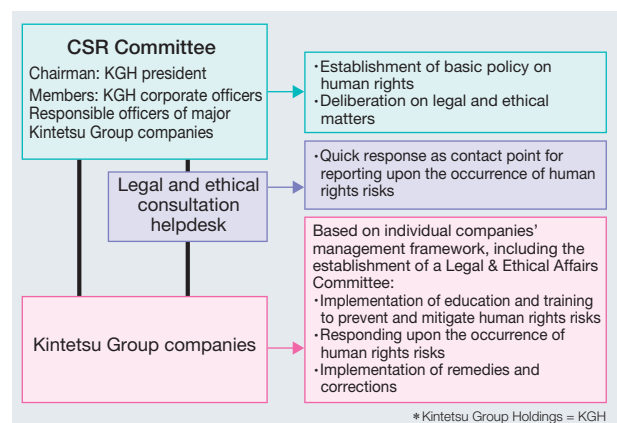 CSR Committee
Chairman: KGH president
Members: KGH corporate officers
Responsible officers of major
Kintetsu Group companies
・Establishment of basic policy on
human rights
・Deliberation on legal and ethical
matters
Legal and ethical
consultation
helpdesk
・Quick response as contact point for
reporting upon the occurrence of human
rights risks
Kintetsu Group companies
Based on individual companies’
management framework, including the
establishment of a Legal & Ethical Affairs
Committee:
・Implementation of education and training
to prevent and mitigate human rights risks
・Responding upon the occurrence of
human rights risks
・Implementation of remedies and
corrections
*Kintetsu Group Holdings = KGH